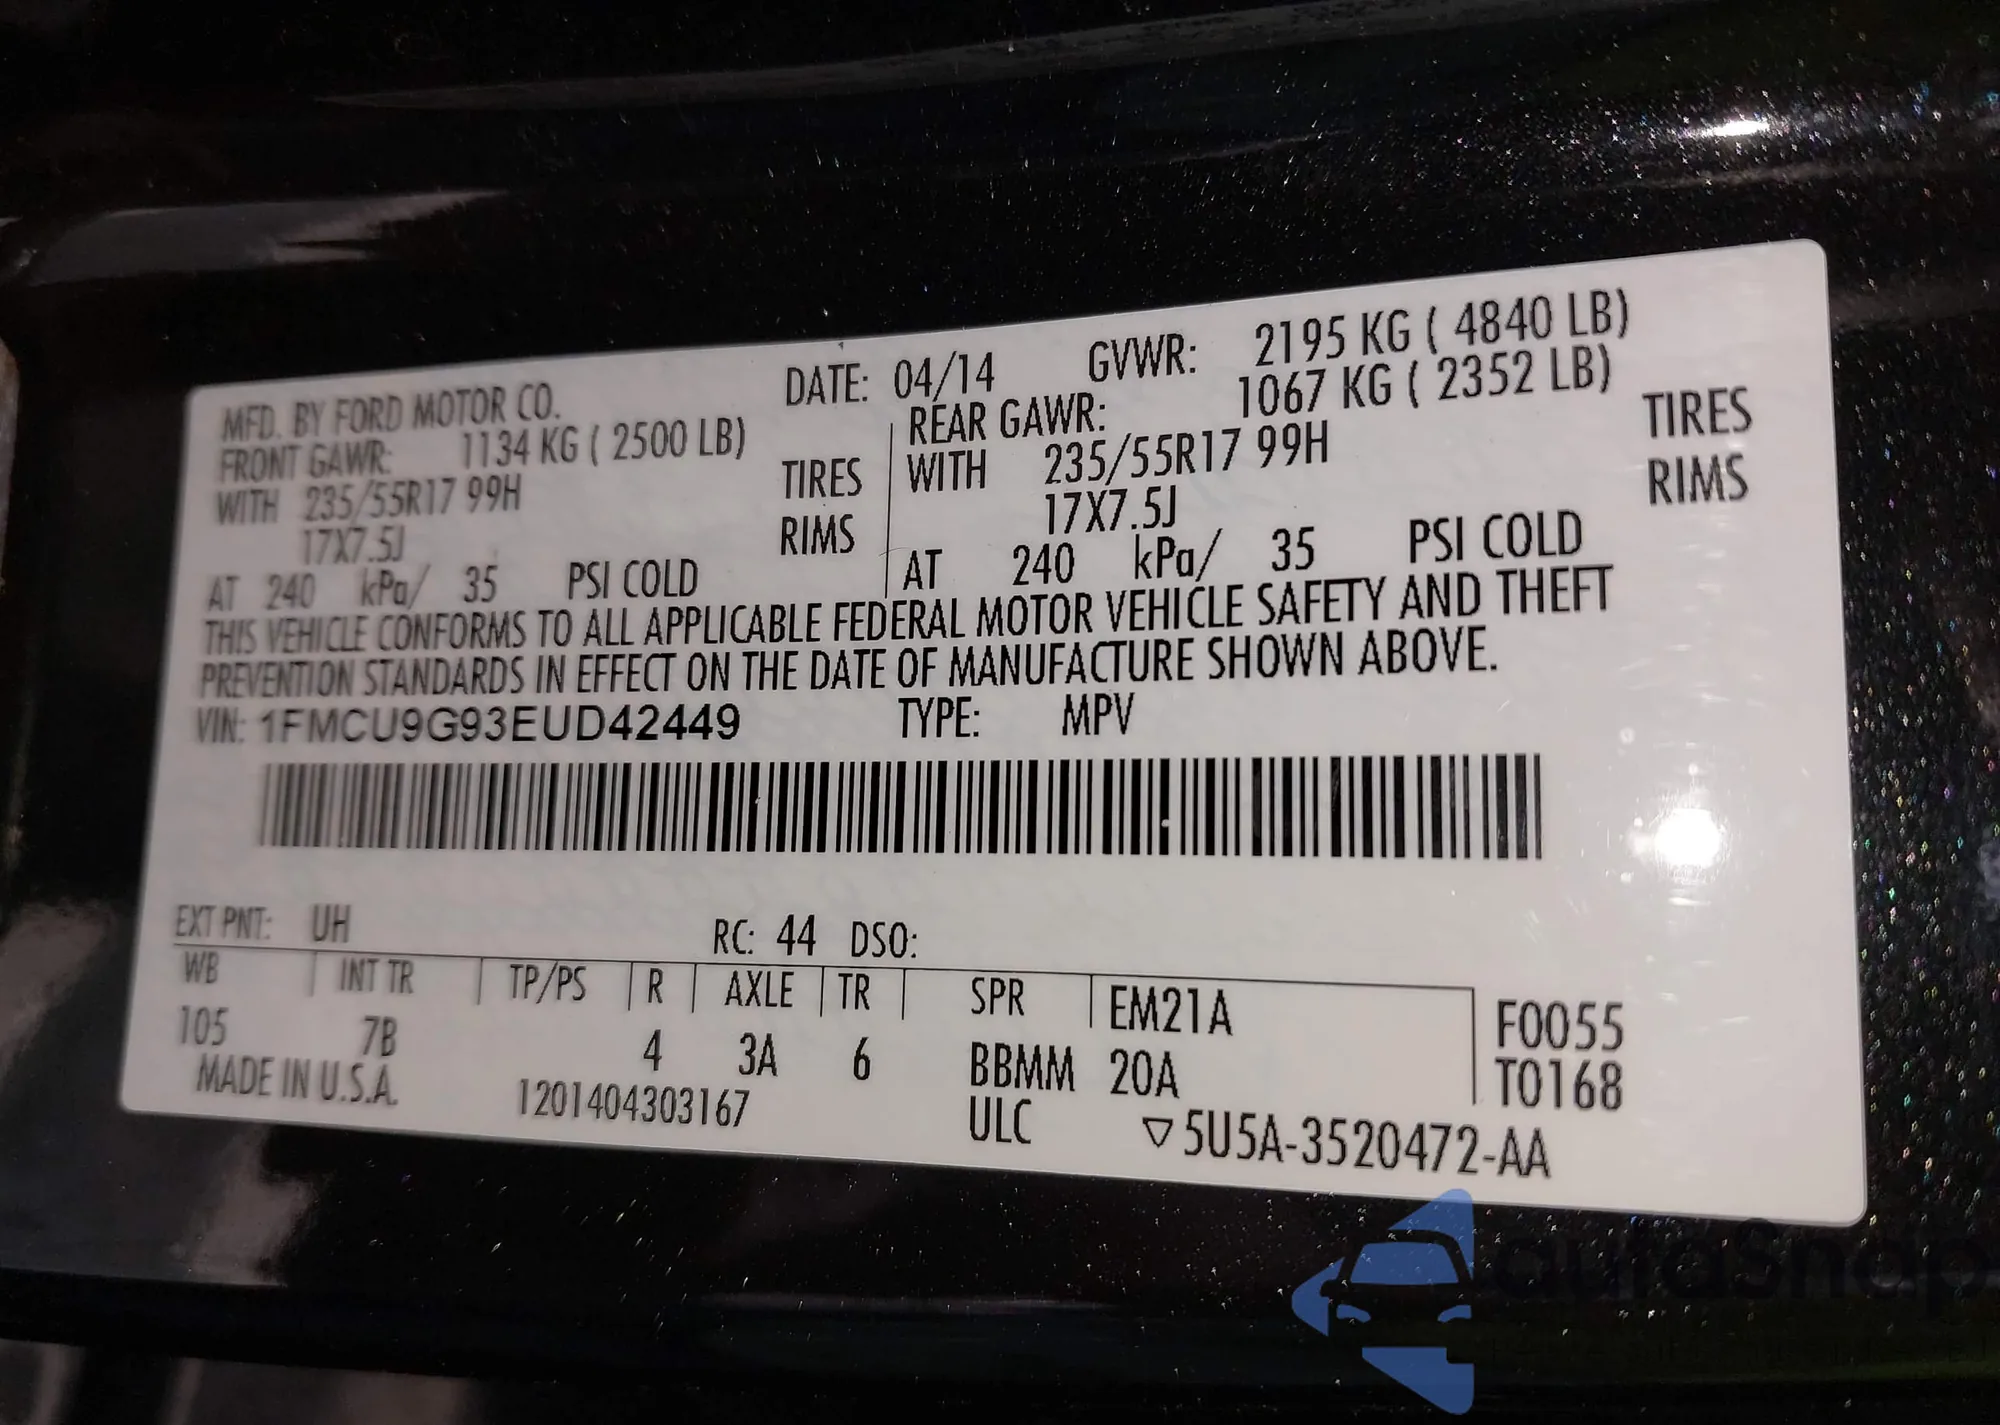 MFD. BY FORD MOTOR CO. DATE: 04/14 GVWR: 2195 KG ( 4840 LB)
FRONT GAWR: 1134 KG ( 2500 LB) REAR GAWR: 1067 KG ( 2352 LB)
WITH 235/55R17 99H TIRES WITH 235/55R17 99H TIRES
17X7.5J RIMS 17X7.5J RIMS
AT 240 kPa/ 35 PSI COLD AT 240 kPa/ 35 PSI COLD
THIS VEHICLE CONFORMS TO ALL APPLICABLE FEDERAL MOTOR VEHICLE SAFETY AND THEFT
PREVENTION STANDARDS IN EFFECT ON THE DATE OF MANUFACTURE SHOWN ABOVE.
VIN: 1FMCU9G93EUD42449 TYPE: MPV
EXT PNT: UH RC: 44 DSO:
WB INT TR TP/PS R AXLE TR SPR EM21A F0055
105 7B 4 3A 6 BBMM 20A T0168
MADE IN U.S.A. 1201404303167 ULC ▽5U5A-3520472-AA
autoSnap